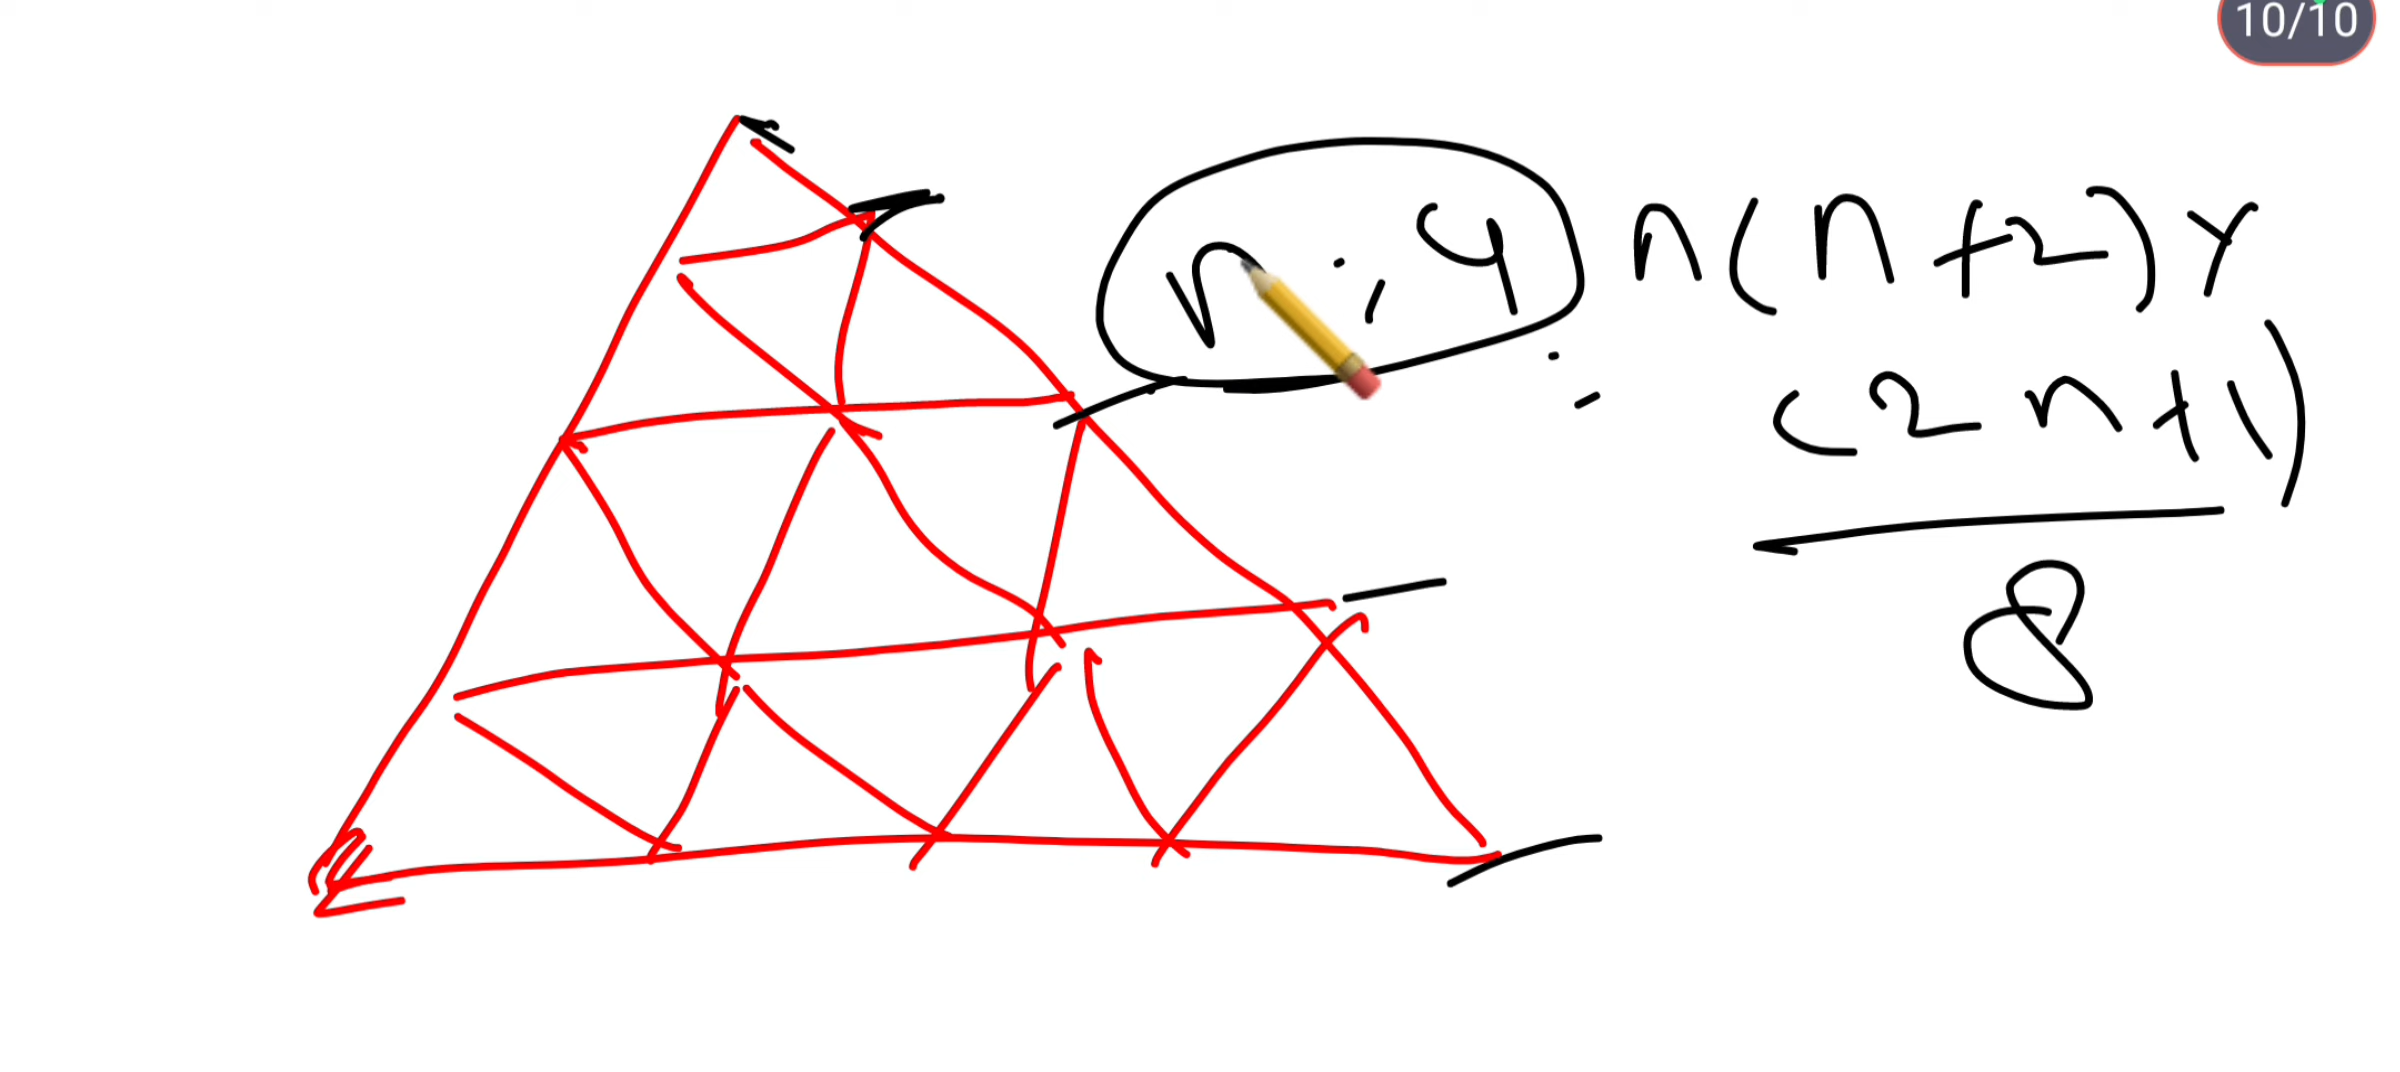 10/10
n = 4 n(n+2)x
(2n+1)
8